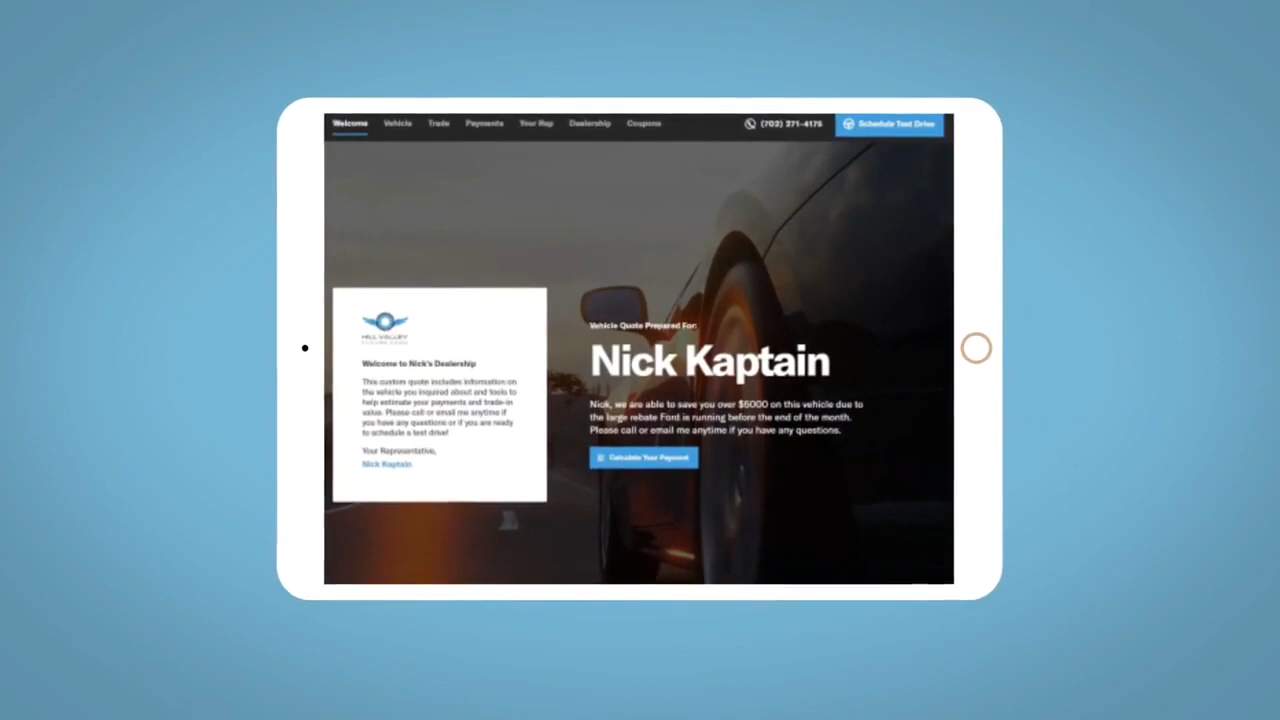 Welcome Vehicle Trade Payments Your Rep Dealership Coupons (702) 271-4175 Schedule Test Drive
HILL VALLEY
Welcome to Nick's Dealership
This custom quote includes information on
the vehicle you inquired about and tools to
help estimate your payments and trade-in
value. Please call or email me anytime if
you have any questions or if you are ready
to schedule a test drive!
Your Representative,
Nick Kaptain
Vehicle Quote Prepared For:
Nick Kaptain
Nick, we are able to save you over $5000 on this vehicle due to
the large rebate Ford is running before the end of the month.
Please call or email me anytime if you have any questions.
Calculate Your Payment